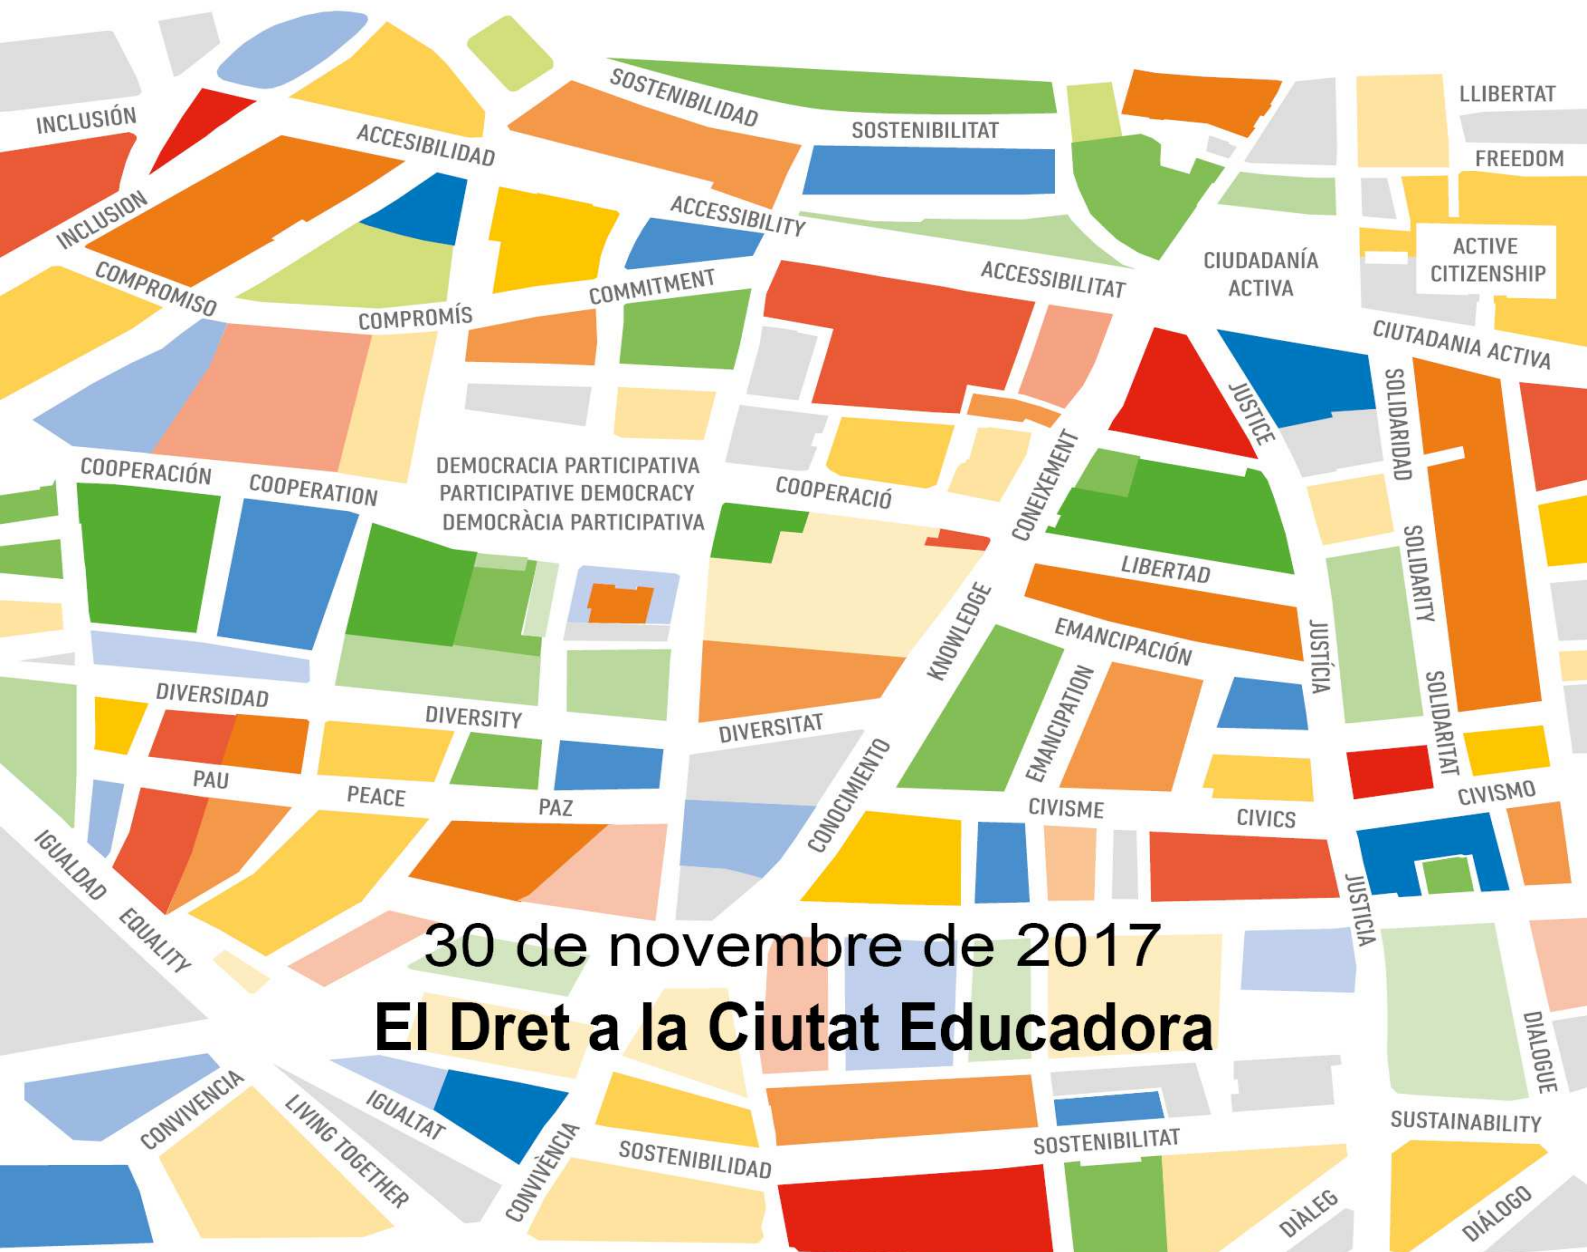 LLIBERTAT
INCLUSIÓN
SOSTENIBILIDAD
SOSTENIBILITAT
ACCESIBILIDAD
FREEDOM
INCLUSION
ACCESSIBILITY
CIUDADANÍA
ACTIVA
ACTIVE
CITIZENSHIP
COMPROMISO
COMMITMENT
ACCESSIBILITAT
COMPROMÍS
CIUTADANIA ACTIVA
JUSTICE
SOLIDARIDAD
DEMOCRACIA PARTICIPATIVA
PARTICIPATIVE DEMOCRACY
DEMOCRÀCIA PARTICIPATIVA
COOPERACIÓN
COOPERATION
COOPERACIÓ
CONEIXEMENT
SOLIDARITY
LIBERTAD
KNOWLEDGE
EMANCIPACIÓN
JUSTÍCIA
DIVERSIDAD
DIVERSITY
DIVERSITAT
EMANCIPATION
SOLIDARITAT
PAU
PEACE
PAZ
CONOCIMIENTO
CIVISME
CIVICS
CIVISMO
IGUALDAD
EQUALITY
JUSTICIA
30 de novembre de 2017
El Dret a la Ciutat Educadora
DIALOGUE
CONVIVENCIA
LIVING TOGETHER
IGUALTAT
CONVIVÈNCIA
SOSTENIBILIDAD
SOSTENIBILITAT
SUSTAINABILITY
DIÀLEG
DIÁLOGO